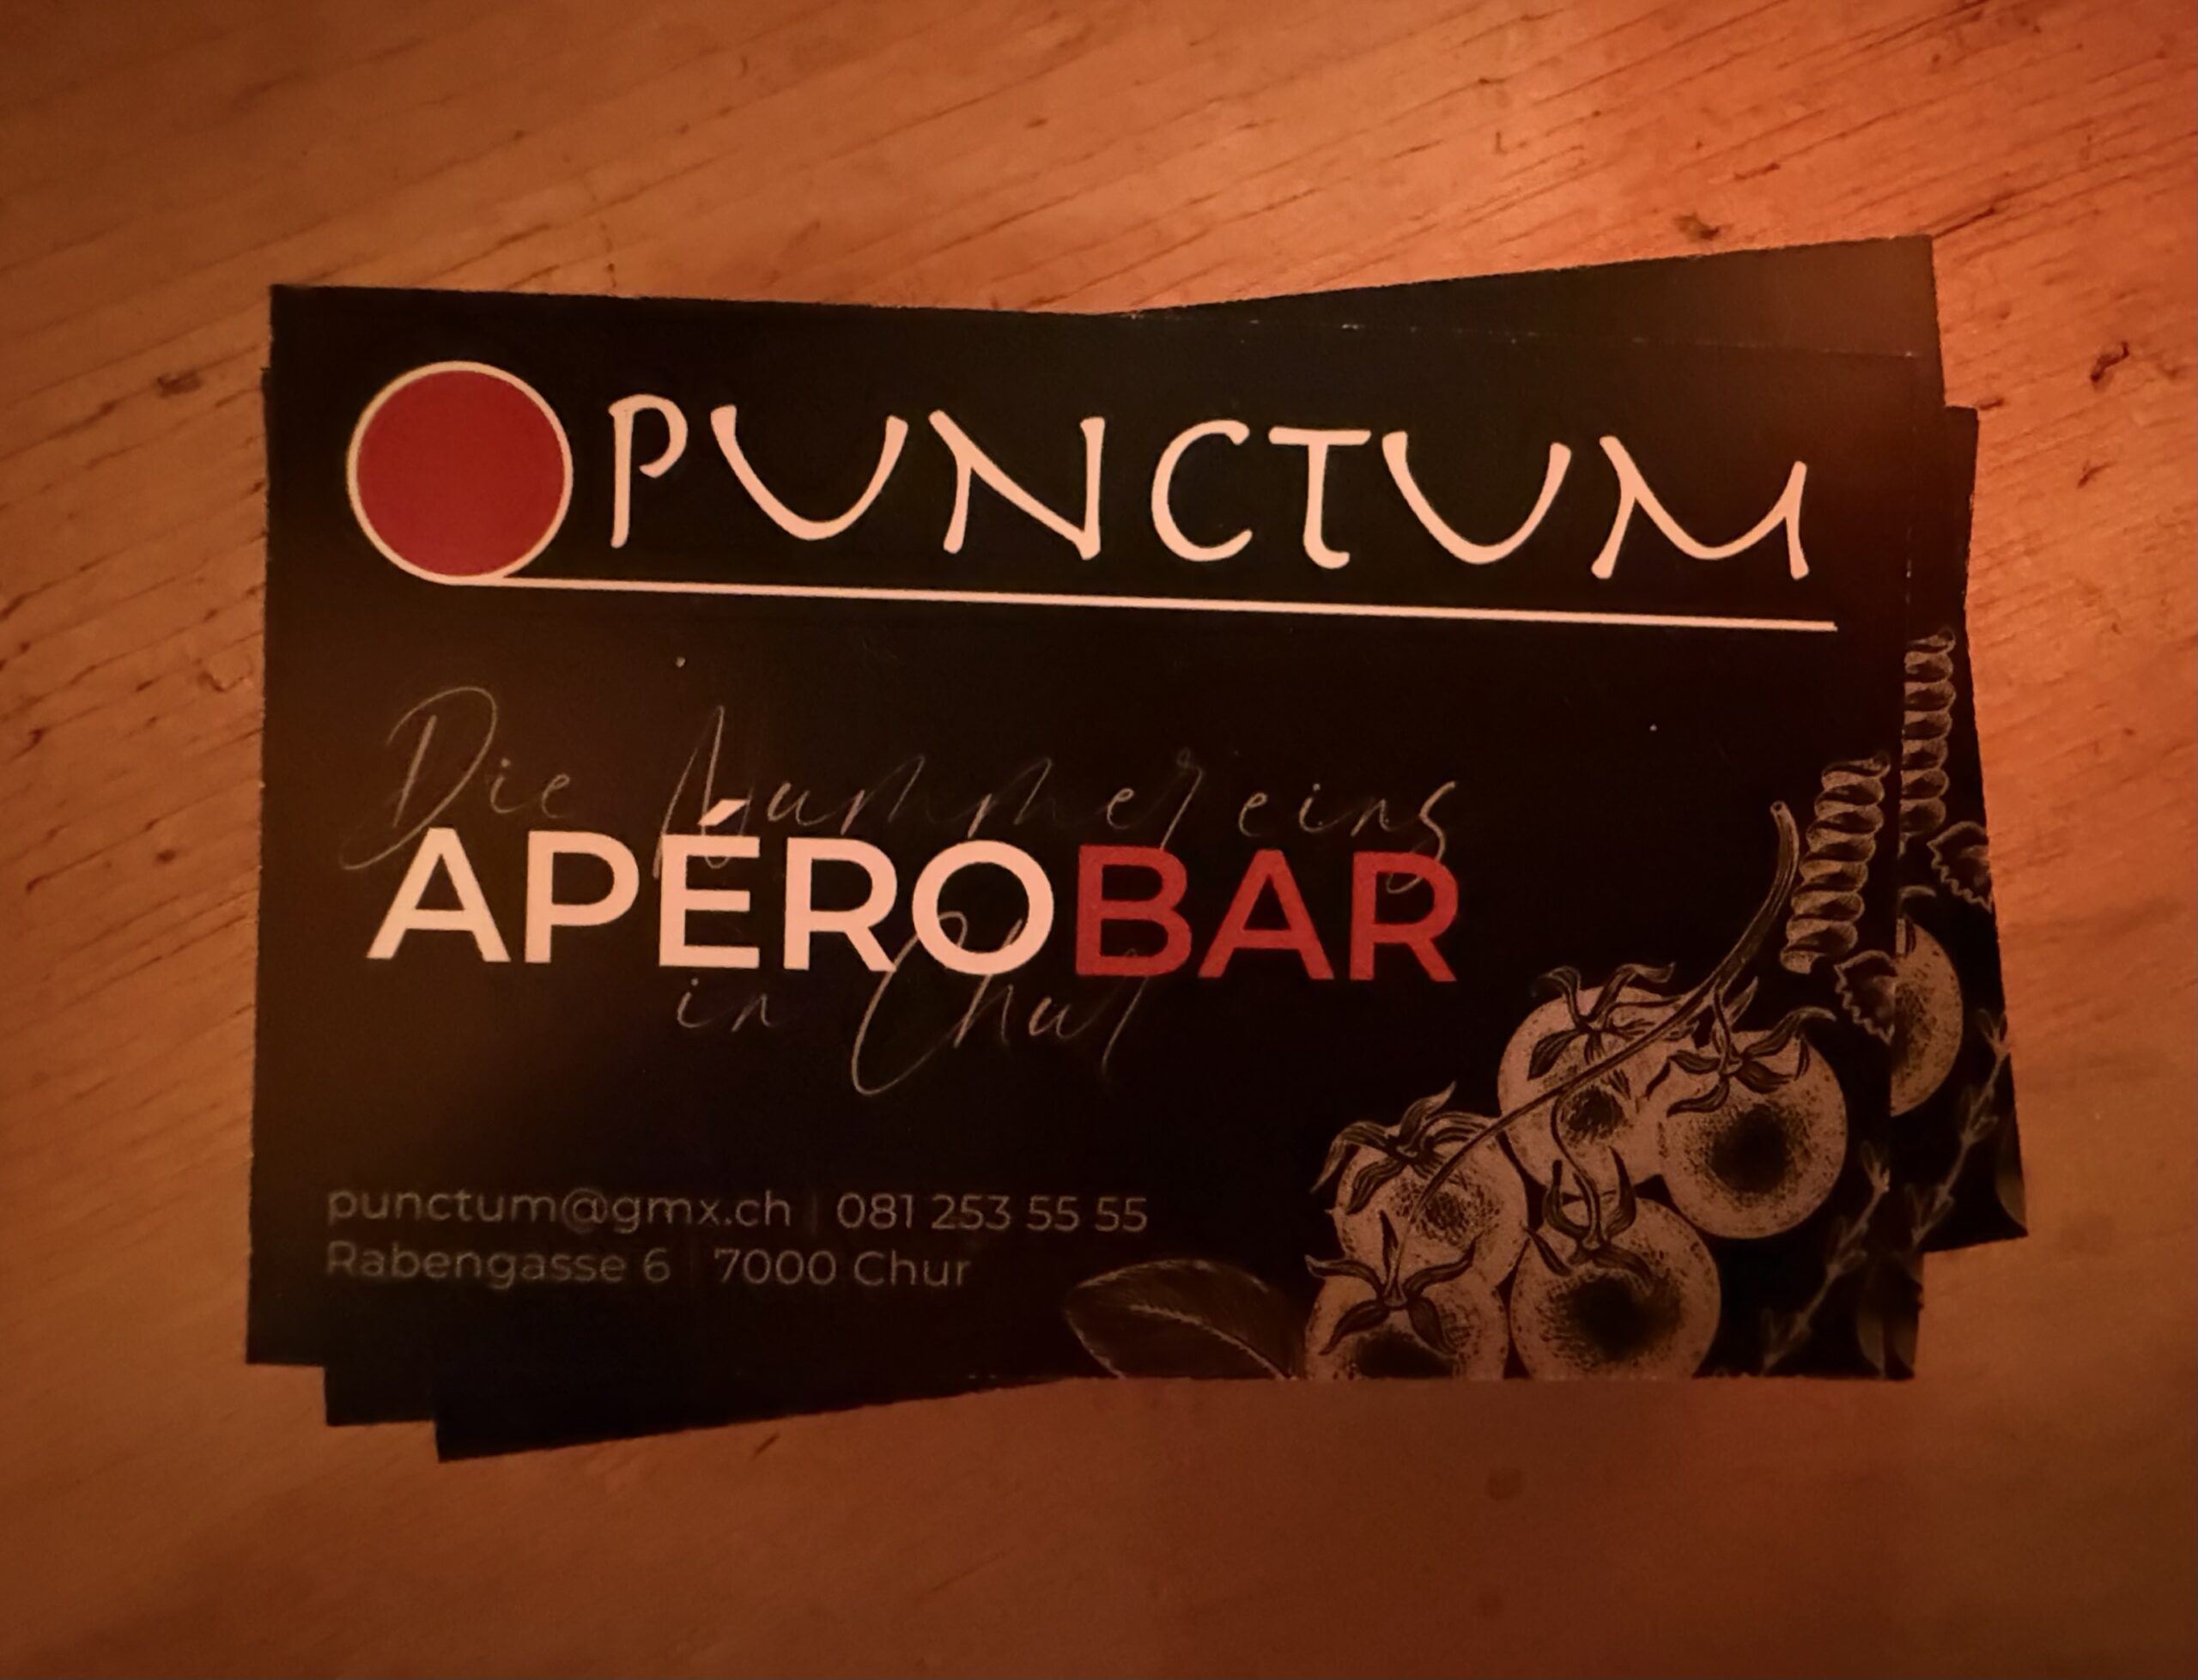 PUNCTUM
Die Nummer eins
APÉROBAR
in Chur
punctum@gmx.ch | 081 253 55 55
Rabengasse 6 | 7000 Chur